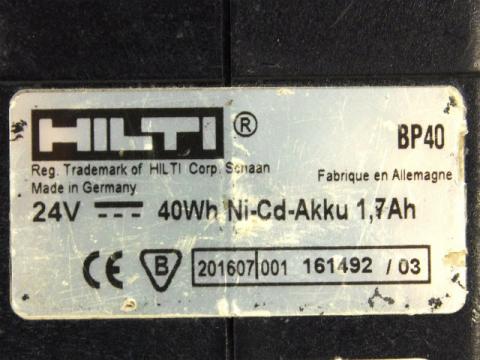 HILTI ® BP40
Reg. Trademark of HILTI Corp. Schaan
Fabrique en Allemagne
Made in Germany
24V 40Wh Ni-Cd-Akku 1,7Ah
CE B 201607 001 161492 / 03